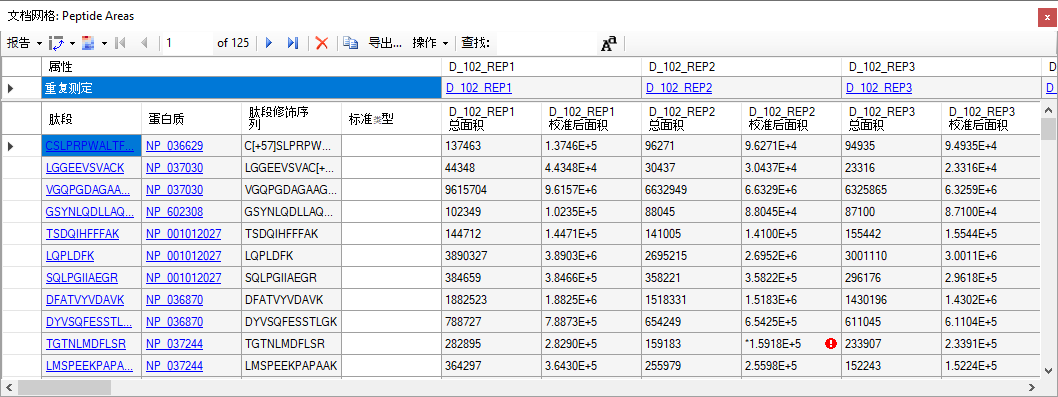 文档网格: Peptide Areas
报告 1 of 125 导出... 操作 查找:
属性 D_102_REP1 D_102_REP2 D_102_REP3 D
重复测定 D_102_REP1 D_102_REP2 D_102_REP3 D
肽段 蛋白质 肽段修饰序列 标准类型 D_102_REP1 总面积 D_102_REP1 校准后面积 D_102_REP2 总面积 D_102_REP2 校准后面积 D_102_REP3 总面积 D_102_REP3 校准后面积
CSLPRPWALTF... NP_036629 C[+57]SLPRPW... 137463 1.3746E+5 96271 9.6271E+4 94935 9.4935E+4
LGGEEVSVACK NP_037030 LGGEEVSVAC[+... 44348 4.4348E+4 30437 3.0437E+4 23316 2.3316E+4
VGQPGDAGAA... NP_037030 VGQPGDAGAAG... 9615704 9.6157E+6 6632949 6.6329E+6 6325865 6.3259E+6
GSYNLQDLLAQ... NP_602308 GSYNLQDLLAQ... 102349 1.0235E+5 88045 8.8045E+4 87100 8.7100E+4
TSDQIHFFFAK NP_001012027 TSDQIHFFFAK 144712 1.4471E+5 141005 1.4100E+5 155442 1.5544E+5
LQPLDFK NP_001012027 LQPLDFK 3890327 3.8903E+6 2695215 2.6952E+6 3001110 3.0011E+6
SQLPGIIAEGR NP_001012027 SQLPGIIAEGR 384659 3.8466E+5 358221 3.5822E+5 296176 2.9618E+5
DFATVYVDAVK NP_036870 DFATVYVDAVK 1882523 1.8825E+6 1518331 1.5183E+6 1430196 1.4302E+6
DYVSQFESSTL... NP_036870 DYVSQFESSTLGK 788727 7.8873E+5 654249 6.5425E+5 611045 6.1104E+5
TGTNLMDFLSR NP_037244 TGTNLMDFLSR 282895 2.8290E+5 159183 *1.5918E+5 233907 2.3391E+5
LMSPEEKPAPA... NP_037244 LMSPEEKPAPAAK 364297 3.6430E+5 255979 2.5598E+5 152243 1.5224E+5